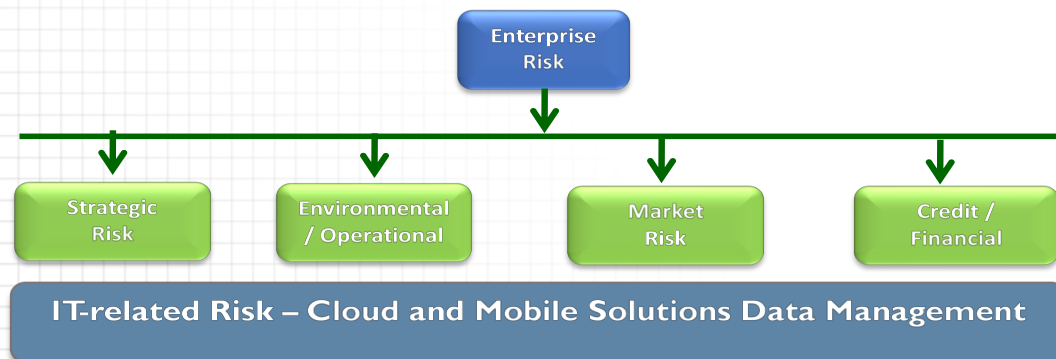 Enterprise
Risk
Strategic
Risk
Environmental
/ Operational
Market
Risk
Credit /
Financial
IT-related Risk – Cloud and Mobile Solutions Data Management